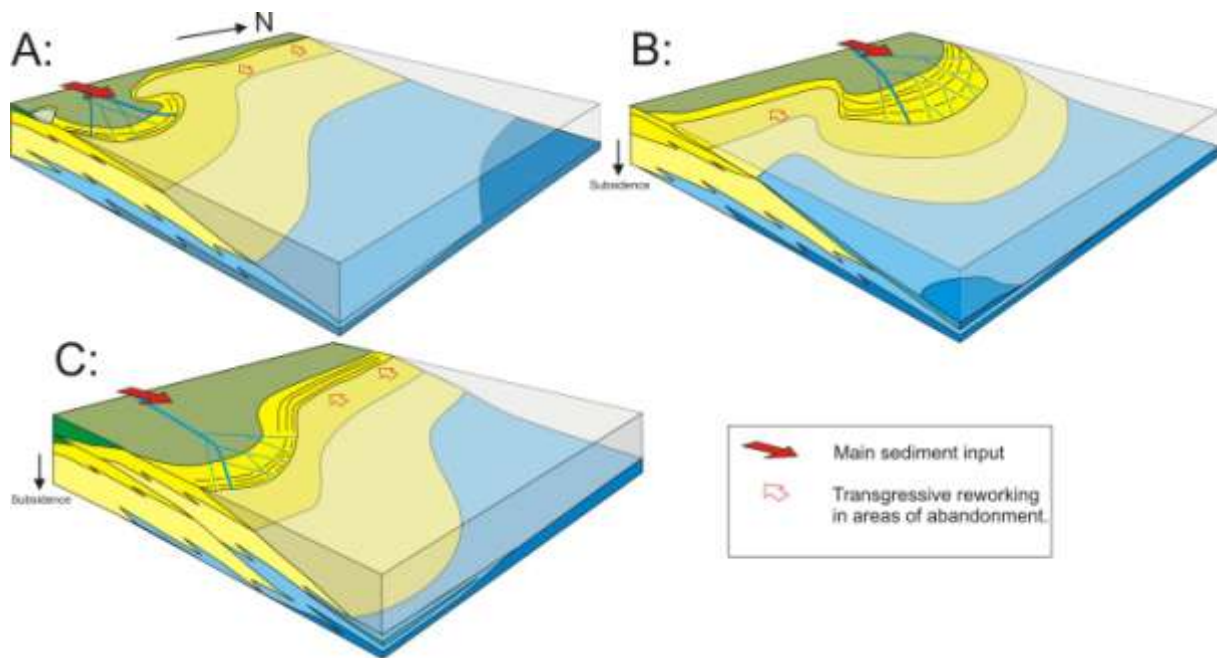 A:
N
B:
Subsidence
C:
Subsidence
Main sediment input
Transgressive reworking
in areas of abandonment.